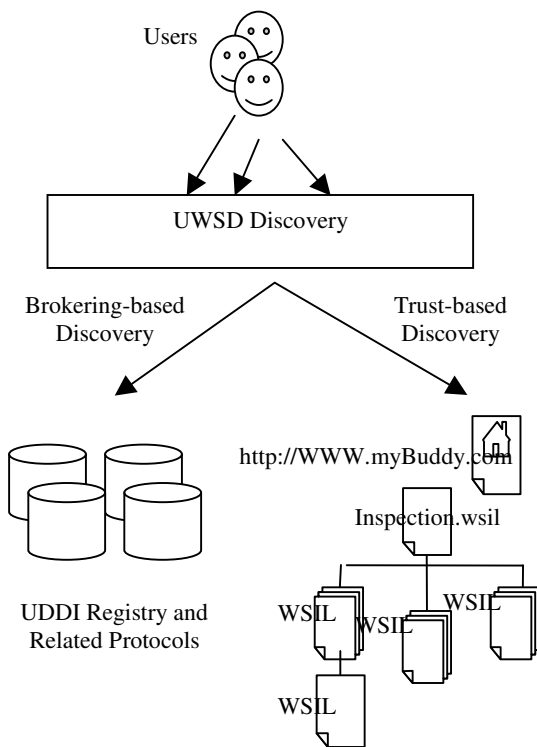 Users
UWSD Discovery
Brokering-based
Discovery
Trust-based
Discovery
http://WWW.myBuddy.com
Inspection.wsil
UDDI Registry and
Related Protocols
WSIL
WSIL
WSIL
WSIL